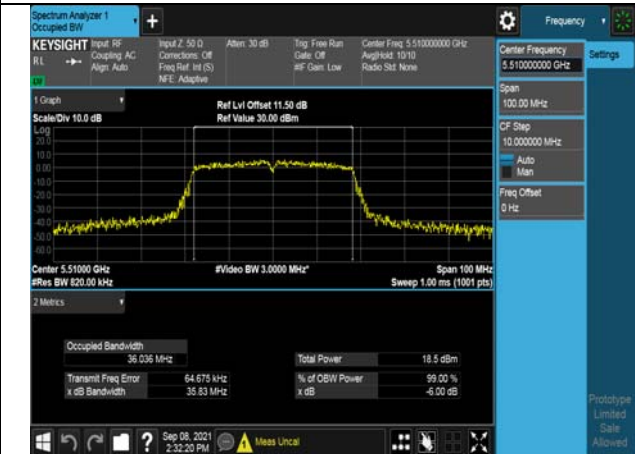 Spectrum Analyzer 1
Occupied BW
Frequency
KEYSIGHT
RL
Input: RF
Coupling: AC
Align: Auto
Input Z: 50 Ω
Corrections: Off
Freq Ref: Int (S)
NFE: Adaptive
Atten: 30 dB
Trig: Free Run
Gate: Off
#IF Gain: Low
Center Freq: 5.510000000 GHz
Avg|Hold: 10/10
Radio Std: None
Center Frequency
5.510000000 GHz
Settings
Span
100.00 MHz
CF Step
10.000000 MHz
Auto
Man
Freq Offset
0 Hz
1 Graph
Scale/Div 10.0 dB
Ref Lvl Offset 11.50 dB
Ref Value 30.00 dBm
Log
20.0
10.0
0.00
-10.0
-20.0
-30.0
-40.0
-50.0
-60.0
Center 5.51000 GHz
#Res BW 820.00 kHz
#Video BW 3.0000 MHz*
Span 100 MHz
Sweep 1.00 ms (1001 pts)
2 Metrics
Occupied Bandwidth
36.036 MHz
Total Power 18.5 dBm
Transmit Freq Error 64.675 kHz
% of OBW Power 99.00 %
x dB Bandwidth 35.83 MHz
x dB -6.00 dB
Prototype
Limited
Sale
Allowed
?
Sep 08, 2021
2:32:20 PM
Meas Uncal